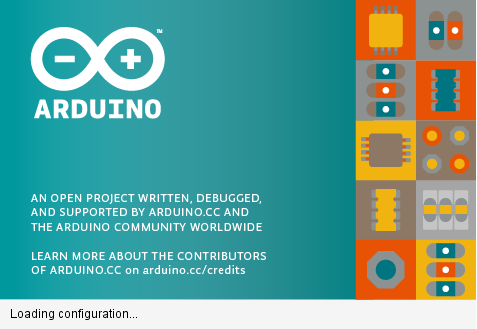 TM
ARDUINO
AN OPEN PROJECT WRITTEN, DEBUGGED,
AND SUPPORTED BY ARDUINO.CC AND
THE ARDUINO COMMUNITY WORLDWIDE
LEARN MORE ABOUT THE CONTRIBUTORS
OF ARDUINO.CC on arduino.cc/credits
Loading configuration...